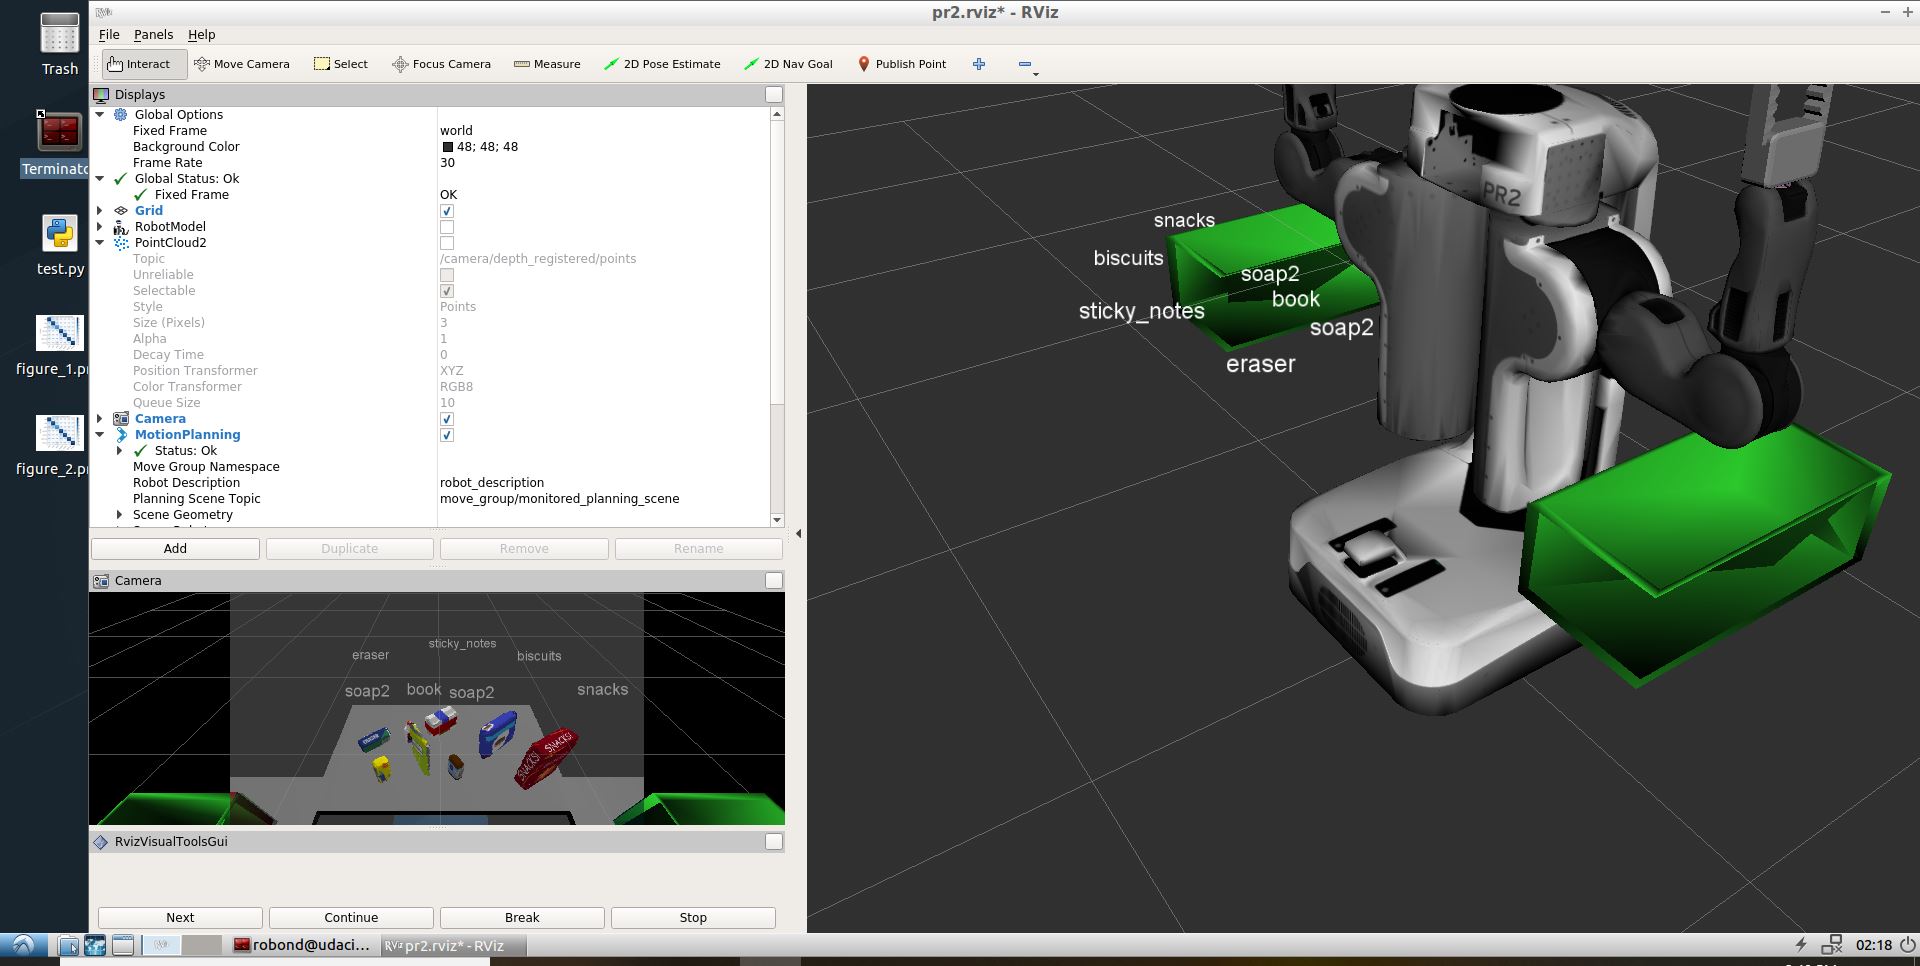 Trash
Terminato
test.py
figure_1.pn
figure_2.pn
RViz
pr2.rviz* - RViz
File Panels Help
Interact Move Camera Select Focus Camera Measure 2D Pose Estimate 2D Nav Goal Publish Point
Displays
Global Options
Fixed Frame world
Background Color 48; 48; 48
Frame Rate 30
Global Status: Ok
Fixed Frame OK
Grid
RobotModel
PointCloud2
Topic /camera/depth_registered/points
Unreliable
Selectable
Style Points
Size (Pixels) 3
Alpha 1
Decay Time 0
Position Transformer XYZ
Color Transformer RGB8
Queue Size 10
Camera
MotionPlanning
Status: Ok
Move Group Namespace
Robot Description robot_description
Planning Scene Topic move_group/monitored_planning_scene
Scene Geometry
Add Duplicate Remove Rename
Camera
sticky_notes
eraser
biscuits
soap2 book soap2 snacks
SNACKS!
SNACKS!
RvizVisualToolsGui
Next Continue Break Stop
PR2
snacks
biscuits
soap2
book
sticky_notes
soap2
eraser
robond@udaci...
RViz pr2.rviz* - RViz
02:18